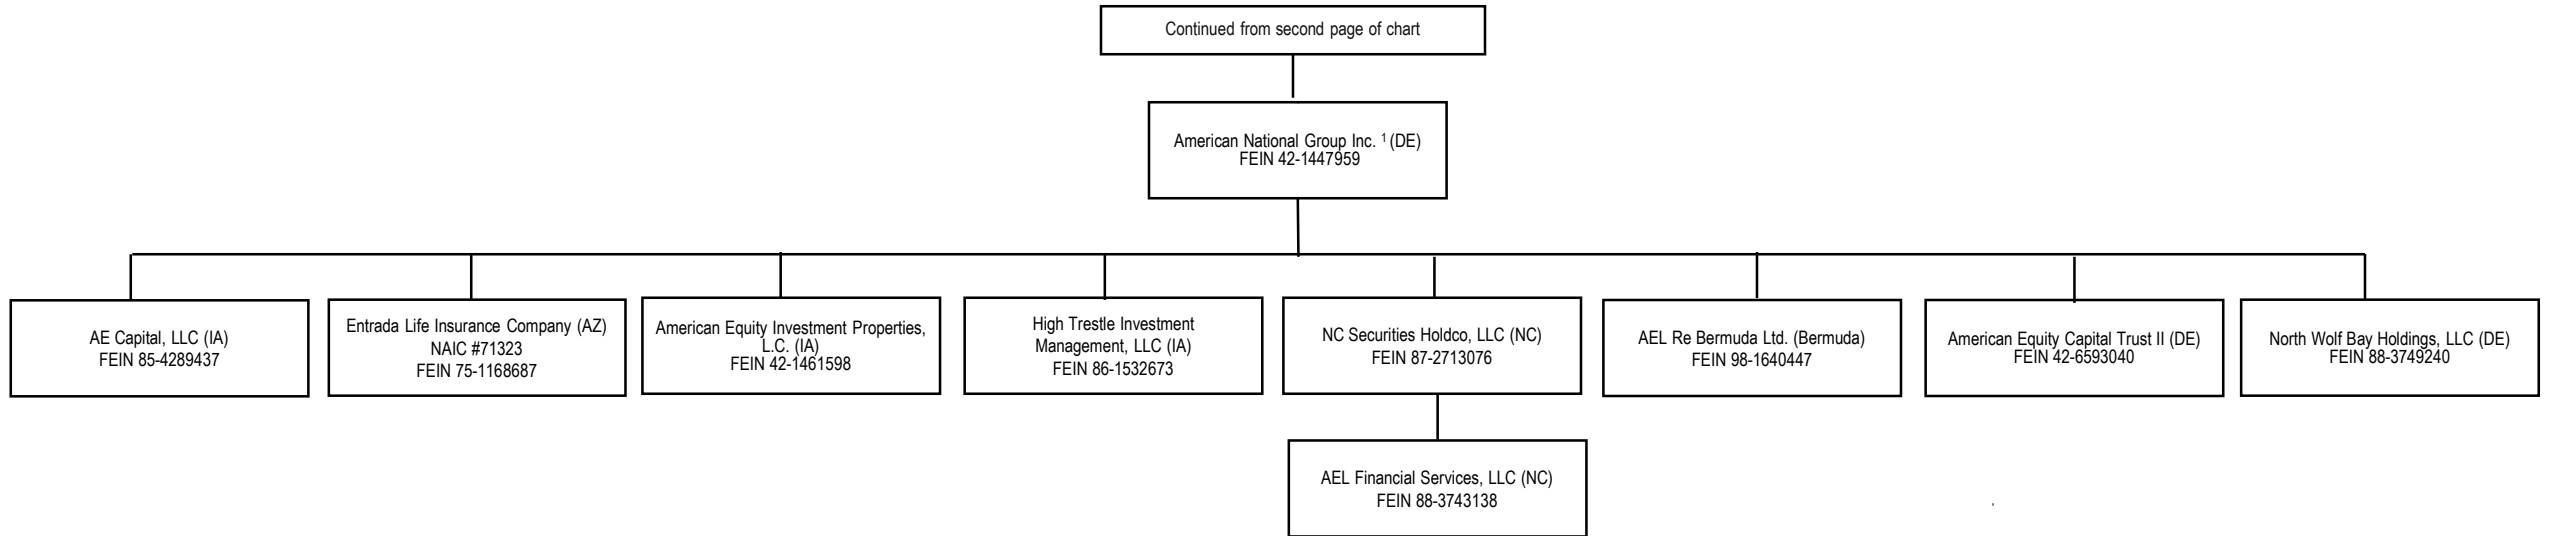 Continued from second page of chart
American National Group Inc. ¹ (DE)
FEIN 42-1447959
AE Capital, LLC (IA)
FEIN 85-4289437
Entrada Life Insurance Company (AZ)
NAIC #71323
FEIN 75-1168687
American Equity Investment Properties,
L.C. (IA)
FEIN 42-1461598
High Trestle Investment
Management, LLC (IA)
FEIN 86-1532673
NC Securities Holdco, LLC (NC)
FEIN 87-2713076
AEL Re Bermuda Ltd. (Bermuda)
FEIN 98-1640447
American Equity Capital Trust II (DE)
FEIN 42-6593040
North Wolf Bay Holdings, LLC (DE)
FEIN 88-3749240
AEL Financial Services, LLC (NC)
FEIN 88-3743138